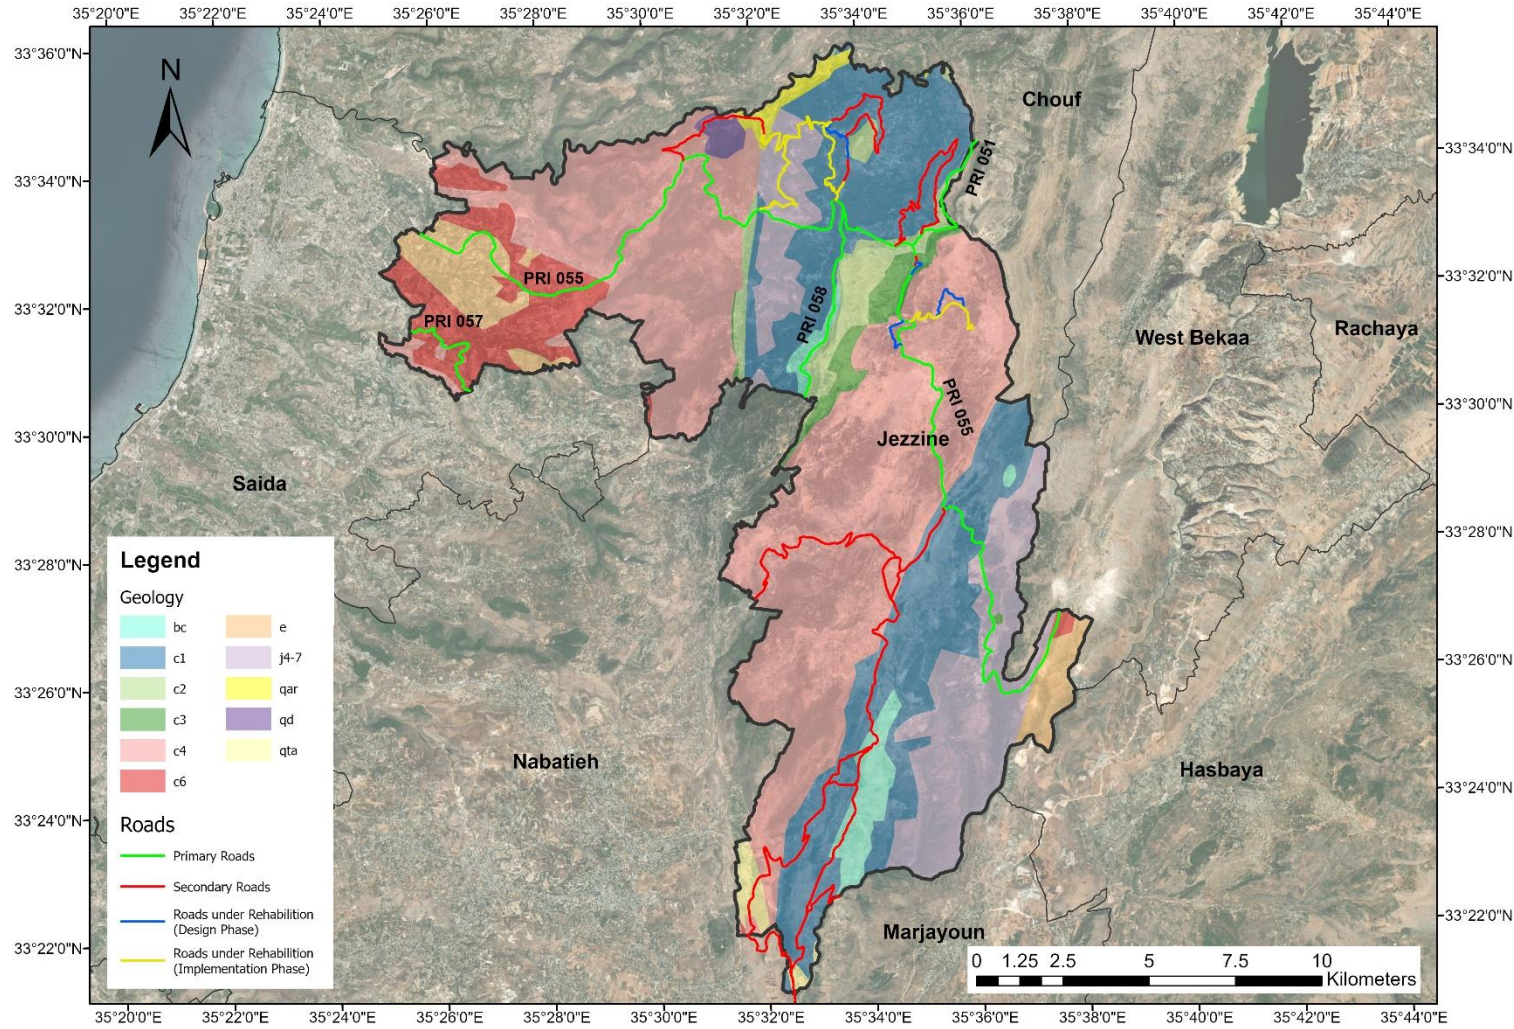 35°20'0"E 35°22'0"E 35°24'0"E 35°26'0"E 35°28'0"E 35°30'0"E 35°32'0"E 35°34'0"E 35°36'0"E 35°38'0"E 35°40'0"E 35°42'0"E 35°44'0"E
33°36'0"N
33°34'0"N
33°32'0"N
33°30'0"N
33°28'0"N
33°26'0"N
33°24'0"N
33°22'0"N
N
Chouf
PRI 051
PRI 055
PRI 057
PRI 058
West Bekaa
Rachaya
PRI 055
Jezzine
Saida
Nabatieh
Hasbaya
Marjayoun
33°34'0"N
33°32'0"N
33°30'0"N
33°28'0"N
33°26'0"N
33°24'0"N
33°22'0"N
Legend
Geology
bc
c1
c2
c3
c4
c6
e
j4-7
qar
qd
qta
Roads
Primary Roads
Secondary Roads
Roads under Rehabilition
(Design Phase)
Roads under Rehabilition
(Implementation Phase)
0 1.25 2.5 5 7.5 10
Kilometers
35°20'0"E 35°22'0"E 35°24'0"E 35°26'0"E 35°28'0"E 35°30'0"E 35°32'0"E 35°34'0"E 35°36'0"E 35°38'0"E 35°40'0"E 35°42'0"E 35°44'0"E